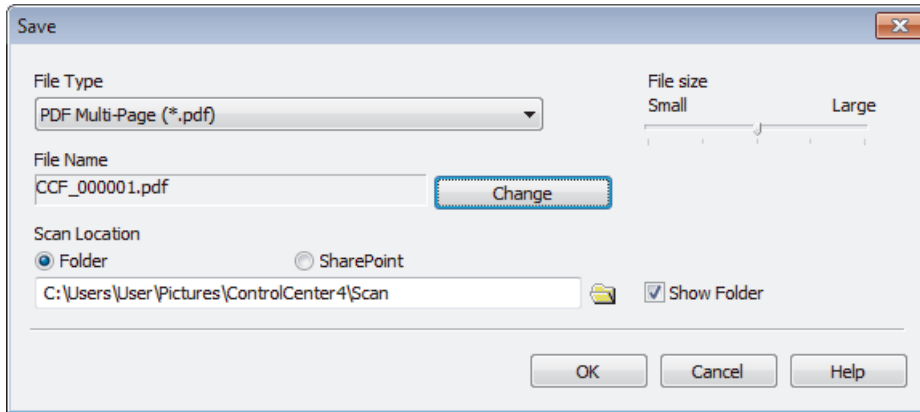 Save
File Type
PDF Multi-Page (*.pdf)
File size
Small Large
File Name
CCF_000001.pdf
Change
Scan Location
Folder SharePoint
C:\Users\User\Pictures\ControlCenter4\Scan
Show Folder
OK Cancel Help